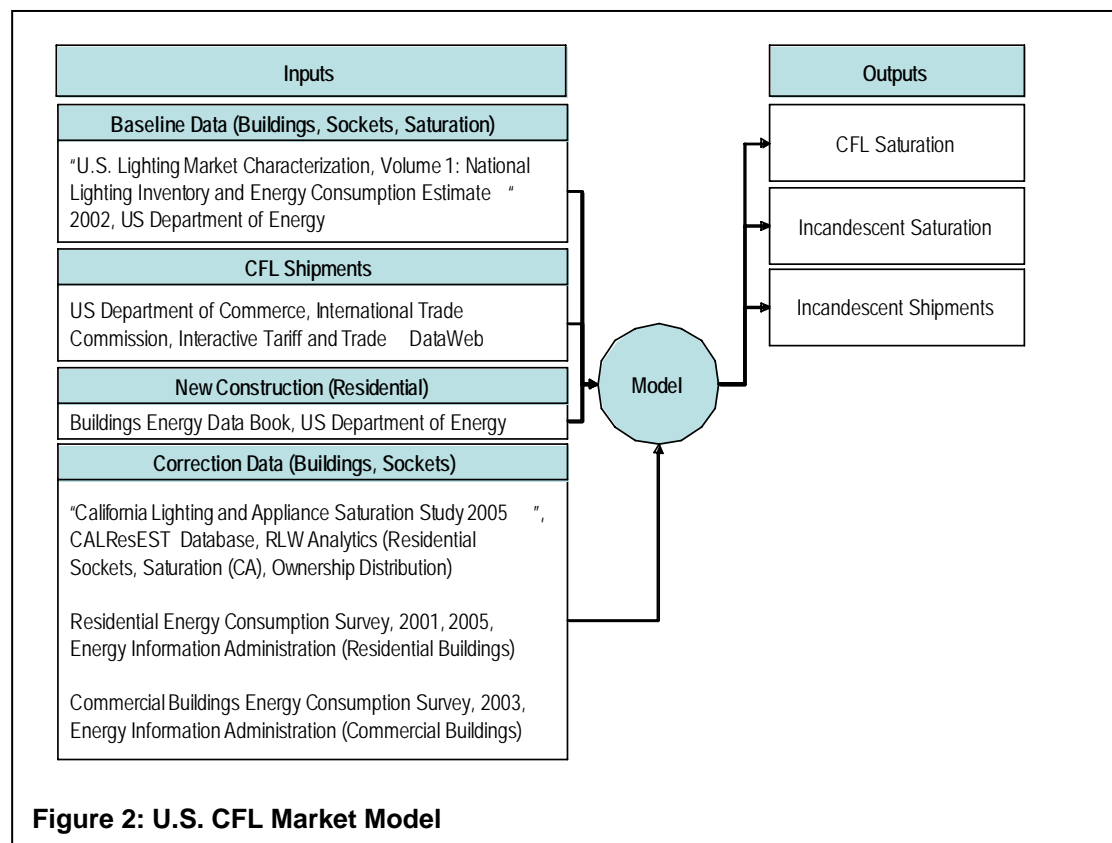 Inputs
Baseline Data (Buildings, Sockets, Saturation)
“U.S. Lighting Market Characterization, Volume 1: National
Lighting Inventory and Energy Consumption Estimate “
2002, US Department of Energy
CFL Shipments
US Department of Commerce, International Trade
Commission, Interactive Tariff and Trade DataWeb
New Construction (Residential)
Buildings Energy Data Book, US Department of Energy
Correction Data (Buildings, Sockets)
“California Lighting and Appliance Saturation Study 2005 ”,
CALResEST Database, RLW Analytics (Residential
Sockets, Saturation (CA), Ownership Distribution)
Residential Energy Consumption Survey, 2001, 2005,
Energy Information Administration (Residential Buildings)
Commercial Buildings Energy Consumption Survey, 2003,
Energy Information Administration (Commercial Buildings)
Model
Outputs
CFL Saturation
Incandescent Saturation
Incandescent Shipments
Figure 2: U.S. CFL Market Model